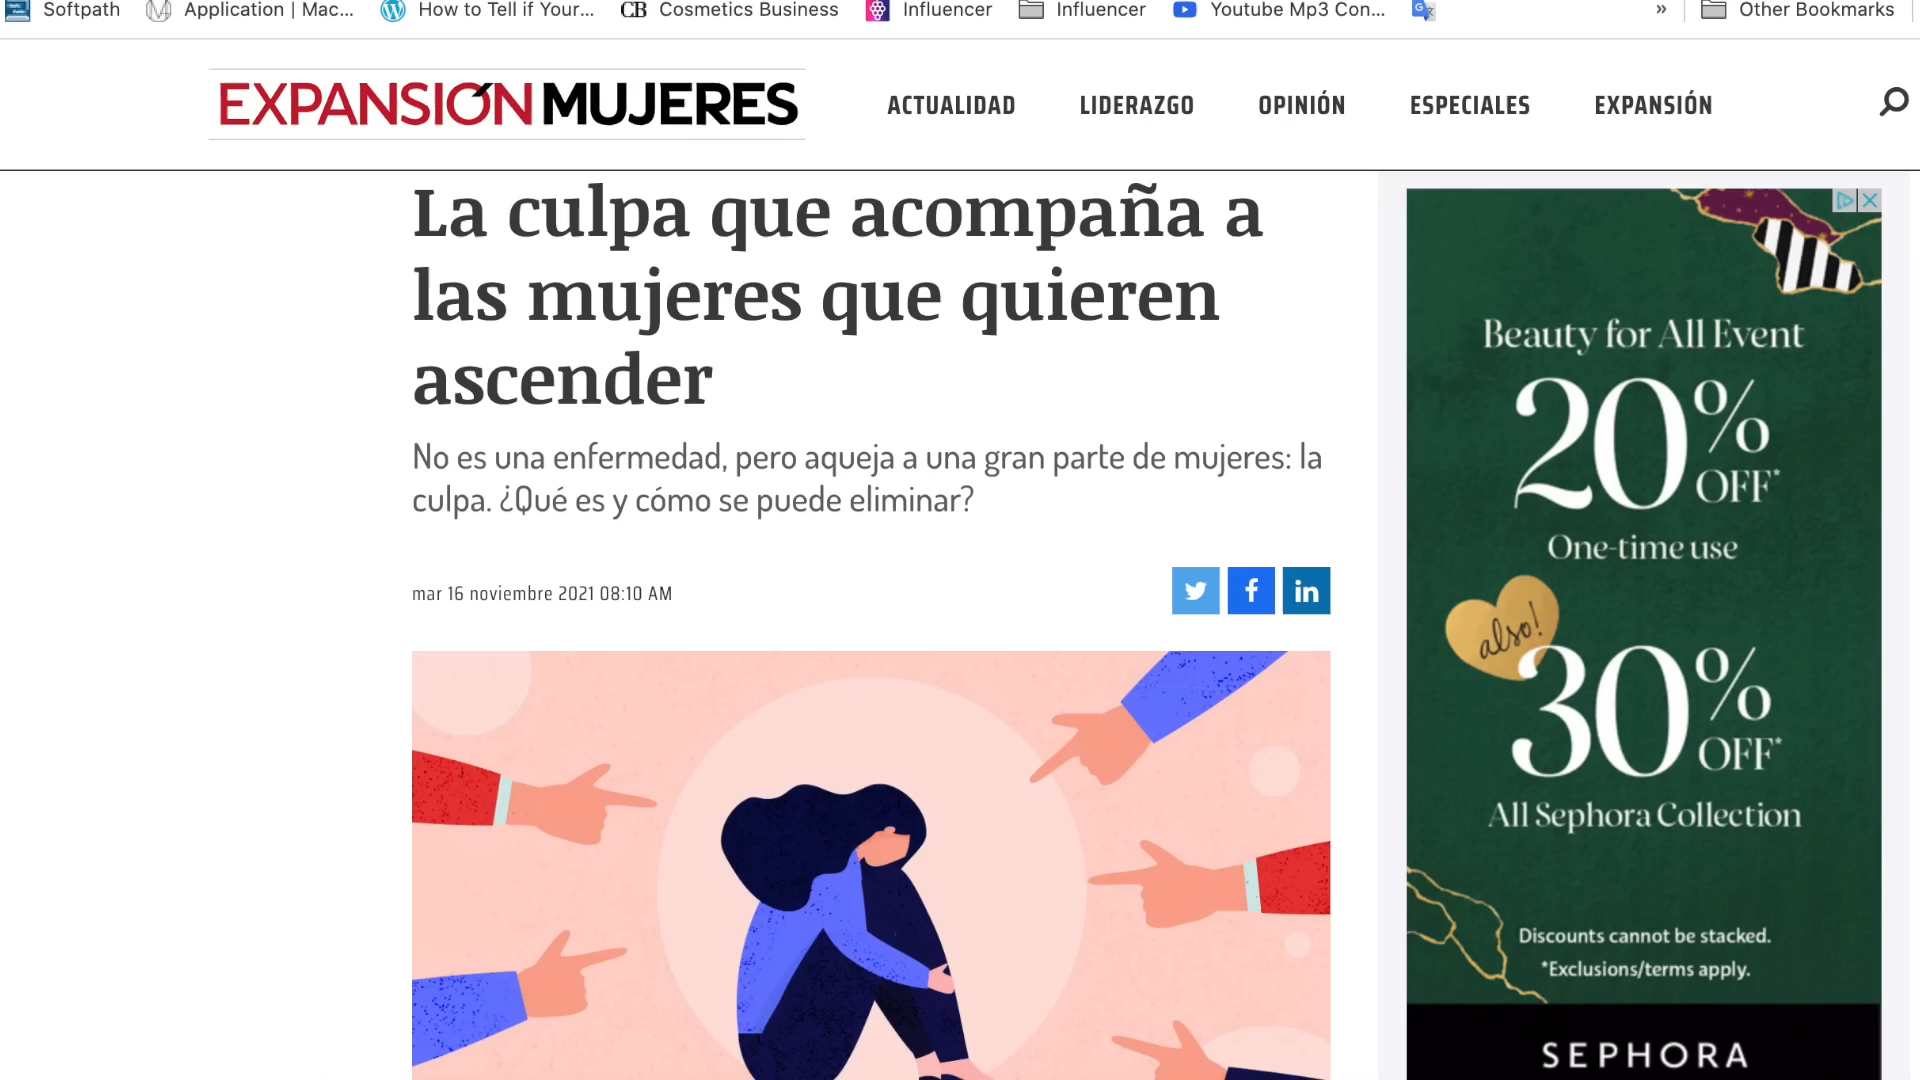 Softpath
Application | Mac...
How to Tell if Your...
CB Cosmetics Business
Influencer
Influencer
Youtube Mp3 Con...
»
Other Bookmarks
EXPANSIÓN MUJERES
ACTUALIDAD
LIDERAZGO
OPINIÓN
ESPECIALES
EXPANSIÓN
La culpa que acompaña a
las mujeres que quieren
ascender
No es una enfermedad, pero aqueja a una gran parte de mujeres: la
culpa. ¿Qué es y cómo se puede eliminar?
mar 16 noviembre 2021 08:10 AM
Beauty for All Event
20% OFF*
One-time use
also!
30% OFF*
All Sephora Collection
Discounts cannot be stacked.
*Exclusions/terms apply.
SEPHORA